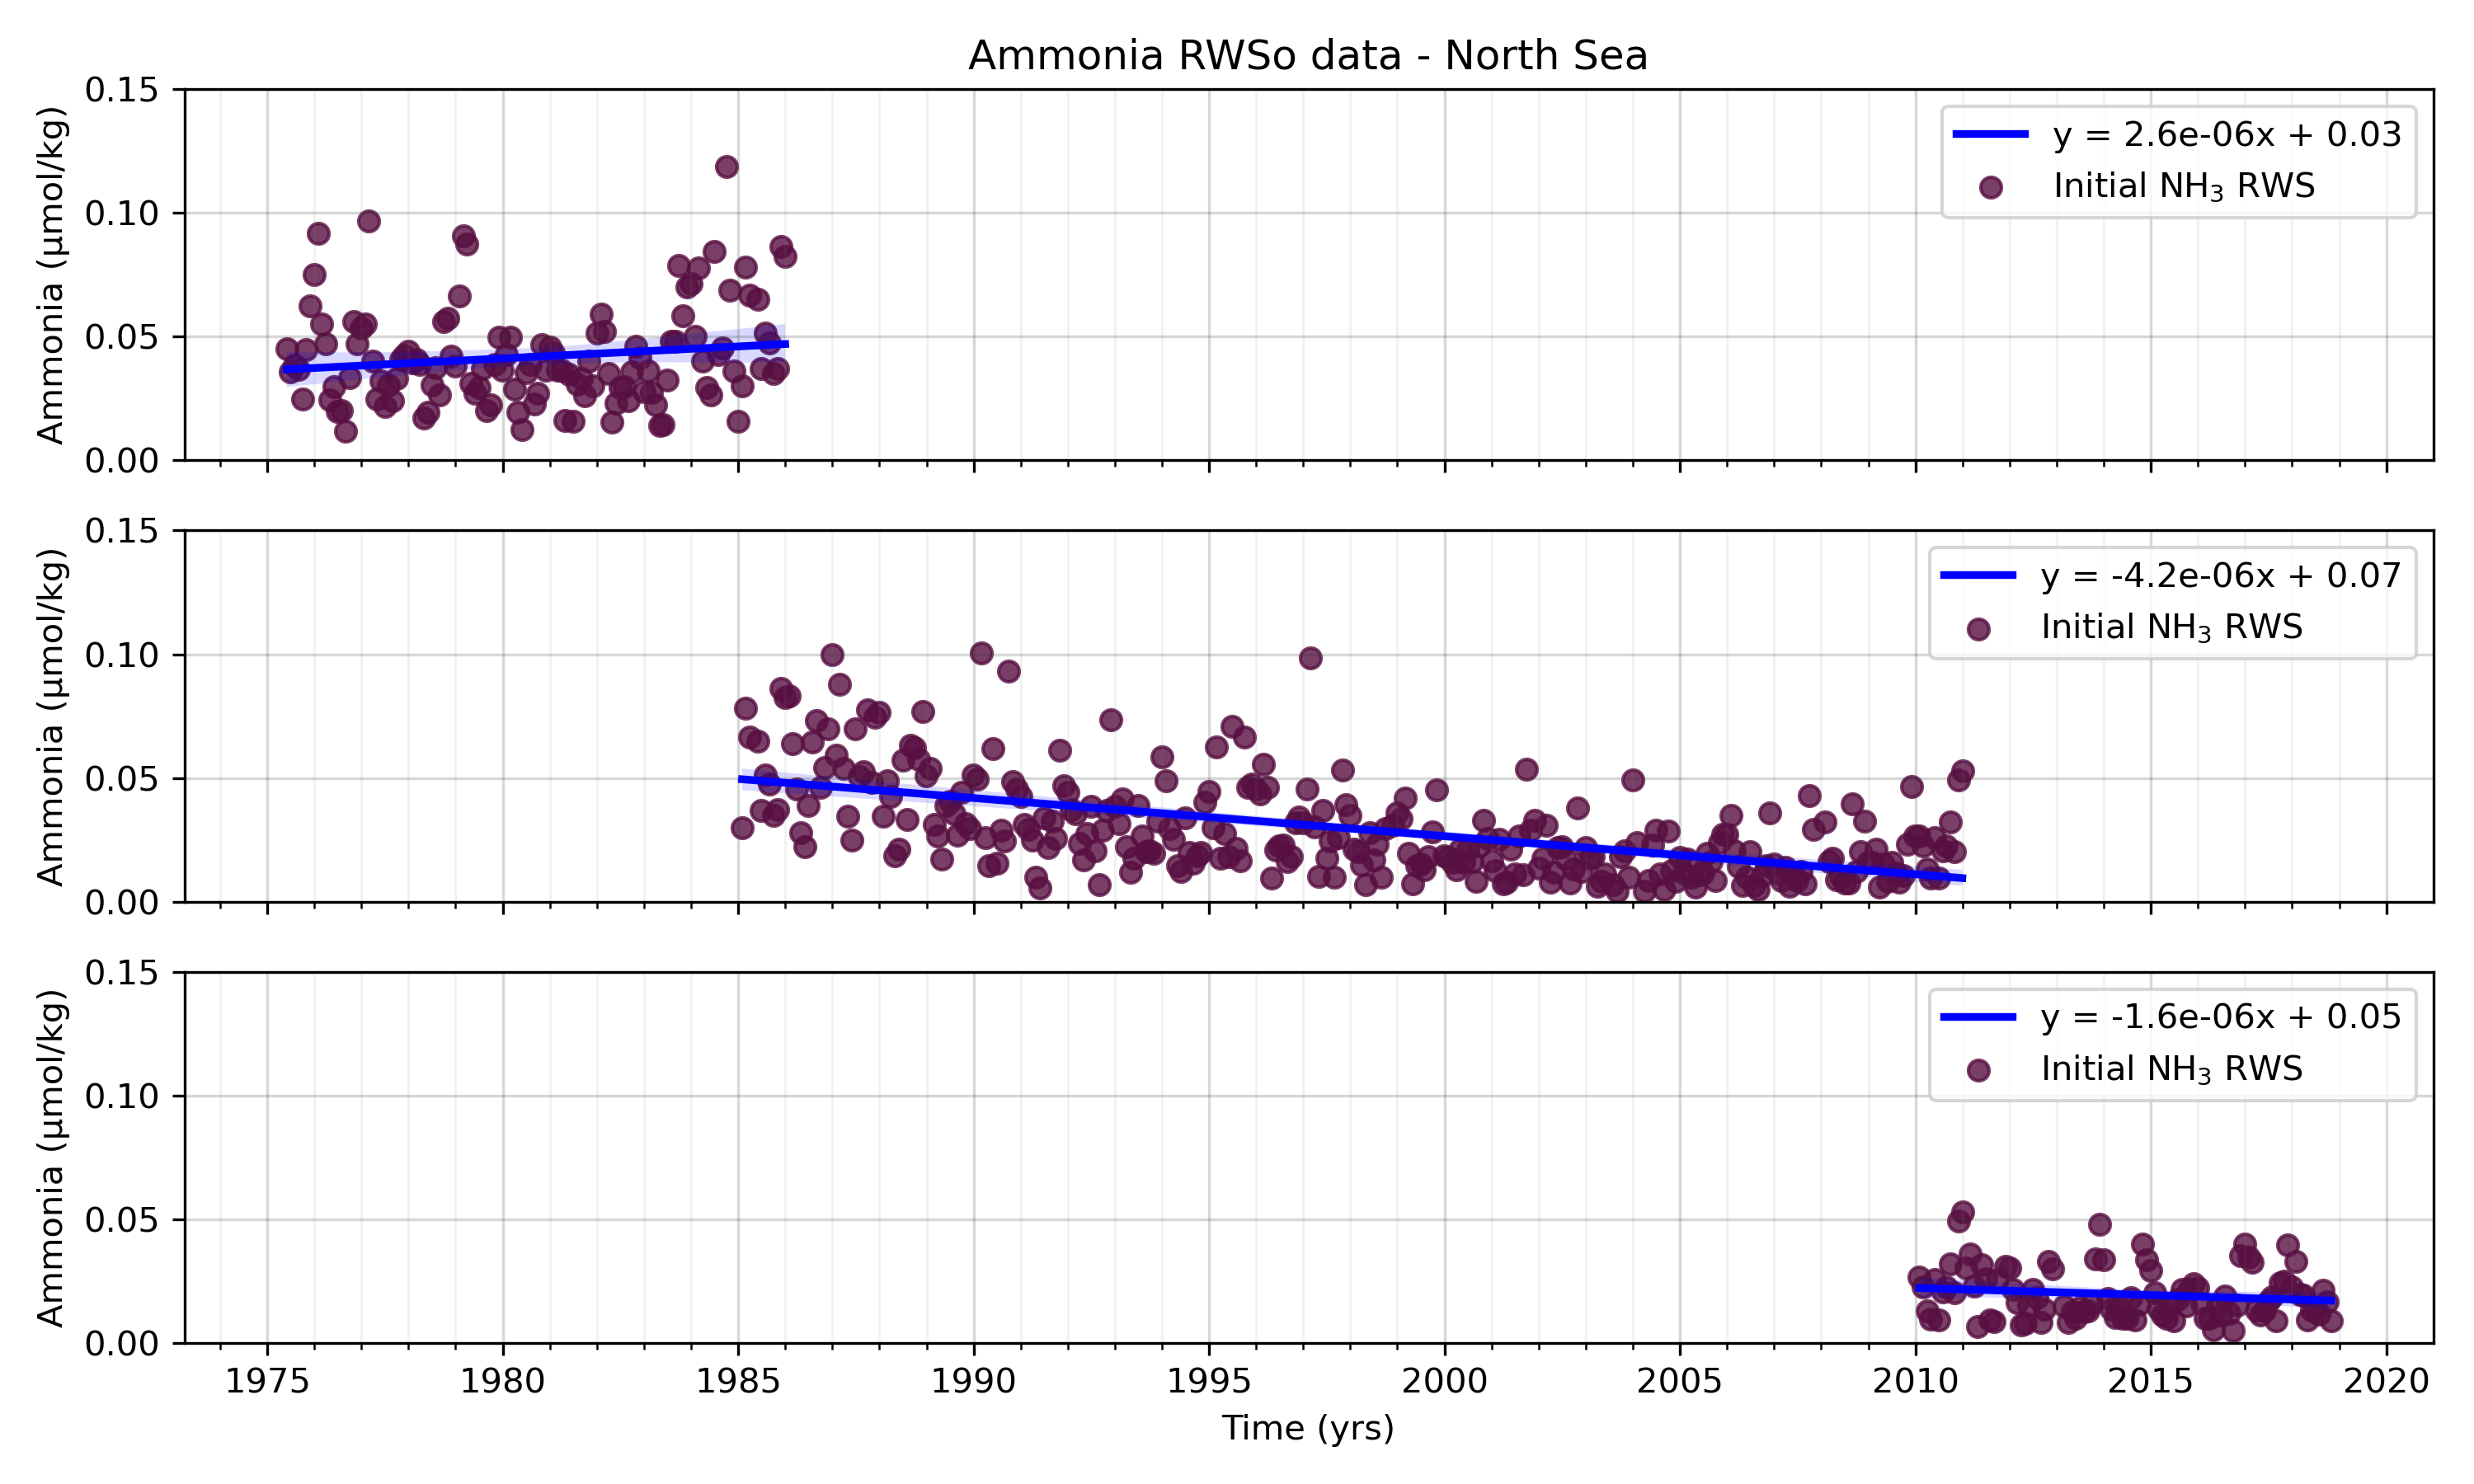 Ammonia RWSo data - North Sea
Ammonia (μmol/kg)
0.15
0.10
0.05
0.00
y = 2.6e-06x + 0.03
Initial NH₃ RWS
Ammonia (μmol/kg)
0.15
0.10
0.05
0.00
y = -4.2e-06x + 0.07
Initial NH₃ RWS
Ammonia (μmol/kg)
0.15
0.10
0.05
0.00
y = -1.6e-06x + 0.05
Initial NH₃ RWS
1975 1980 1985 1990 1995 2000 2005 2010 2015 2020
Time (yrs)